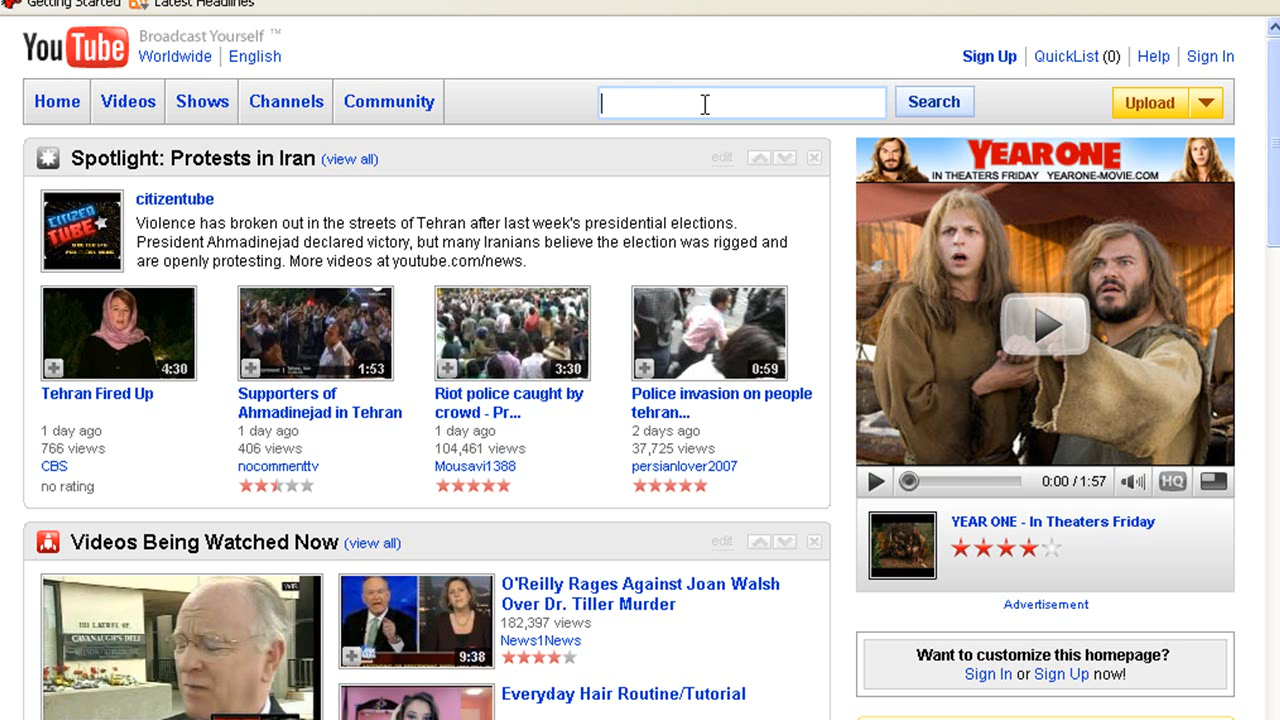 Getting Started Latest Headlines
YouTube Broadcast Yourself ™
Worldwide English
Sign Up QuickList (0) Help Sign In
Home Videos Shows Channels Community Search Upload
Spotlight: Protests in Iran (view all) edit
citizentube
CITIZEN TUBE
Violence has broken out in the streets of Tehran after last week's presidential elections.
President Ahmadinejad declared victory, but many Iranians believe the election was rigged and
are openly protesting. More videos at youtube.com/news.
4:30 1:53 3:30 0:59
Tehran Fired Up
1 day ago
766 views
CBS
no rating
Supporters of
Ahmadinejad in Tehran
1 day ago
406 views
nocommenttv
Riot police caught by
crowd - Pr...
1 day ago
104,461 views
Mousavi1388
Police invasion on people
tehran...
2 days ago
37,725 views
persianlover2007
Videos Being Watched Now (view all) edit
CAVANAUGH'S DELI
9:38
O'Reilly Rages Against Joan Walsh
Over Dr. Tiller Murder
182,397 views
News1News
Everyday Hair Routine/Tutorial
YEAR ONE
IN THEATERS FRIDAY YEARONE-MOVIE.COM
0:00 / 1:57 HQ
YEAR ONE - In Theaters Friday
Advertisement
Want to customize this homepage?
Sign In or Sign Up now!